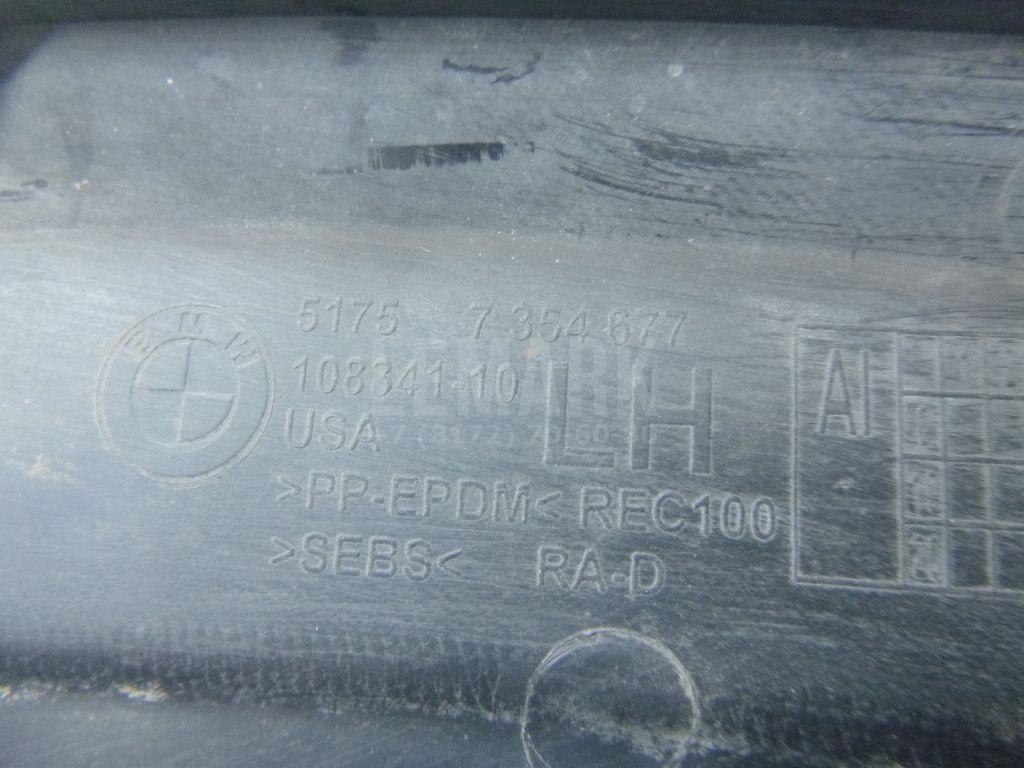 BMW
5175 7 354 677
108341-10
USA
LH
>PP-EPDM< REC100
>SEBS< RA-D
AI